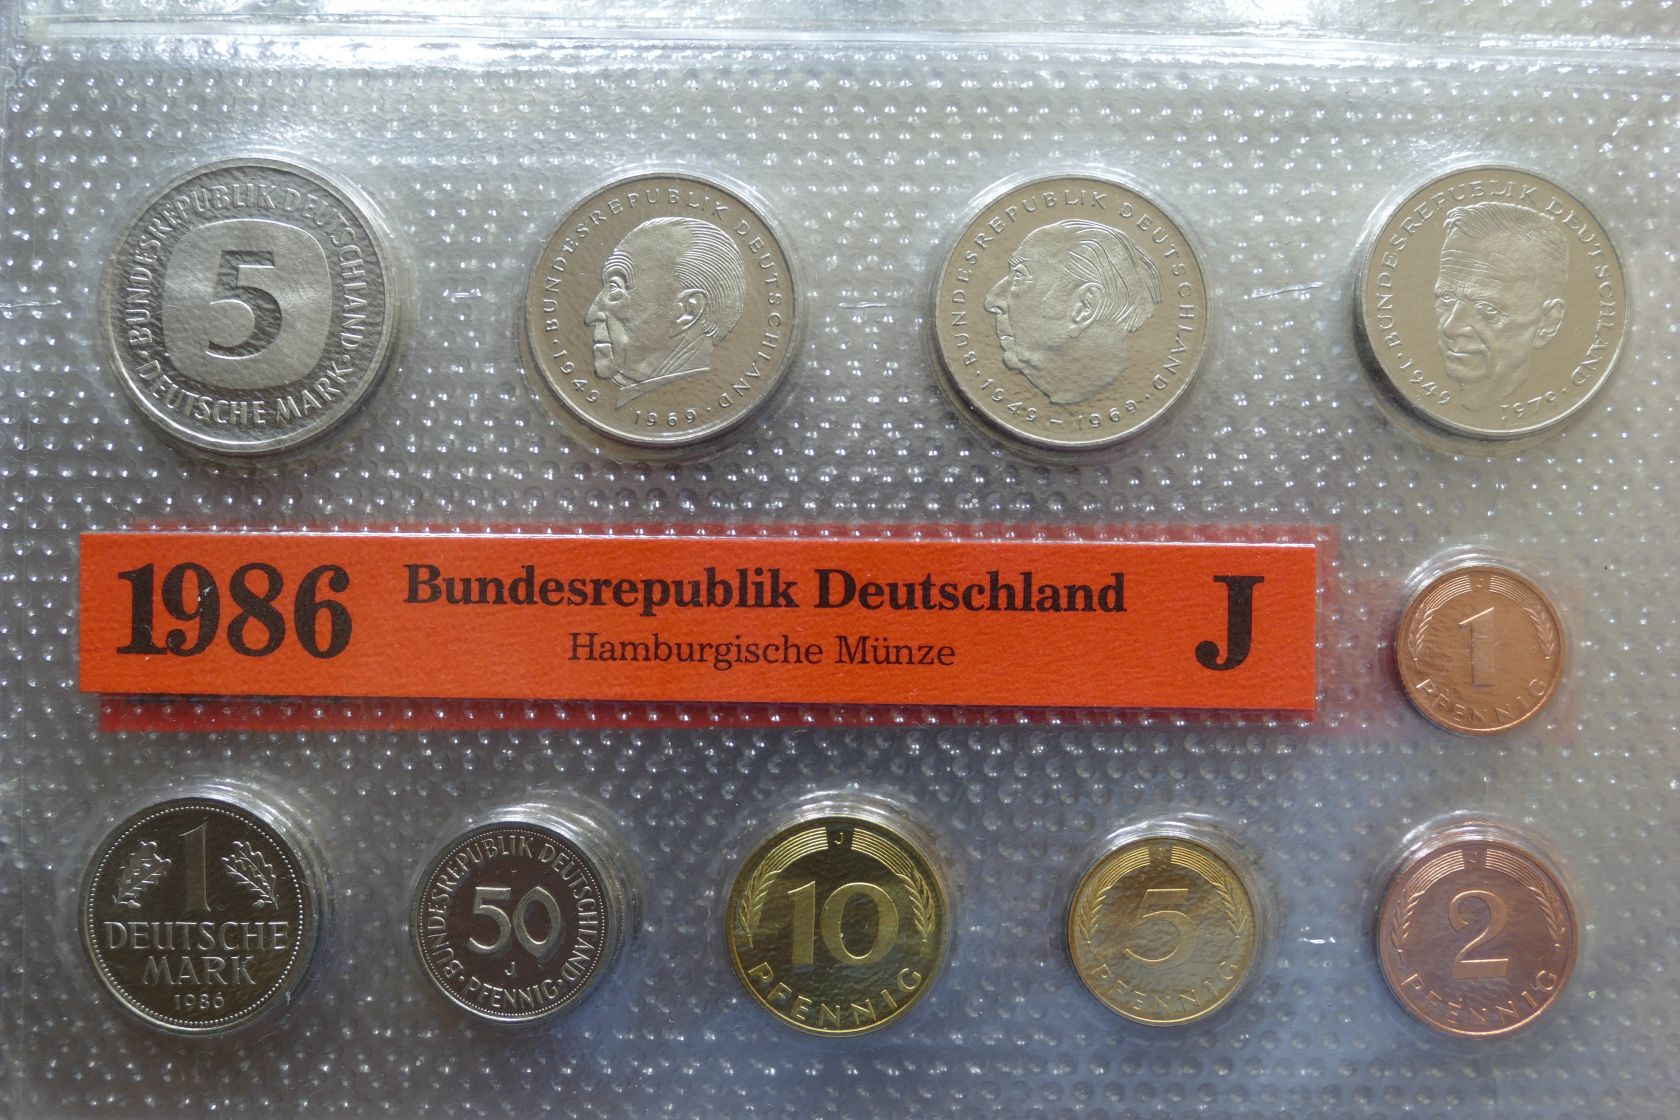 BUNDESREPUBLIK DEUTSCHLAND · DEUTSCHE MARK ·
5
BUNDESREPUBLIK DEUTSCHLAND ·
1949 1969 ·
BUNDESREPUBLIK DEUTSCHLAND ·
1949 - 1969 ·
BUNDESREPUBLIK DEUTSCHLAND ·
1949 1979 ·
1986
Bundesrepublik Deutschland
Hamburgische Münze
J
J
1
PFENNIG
1
DEUTSCHE
MARK
1986
BUNDESREPUBLIK DEUTSCHLAND
50
J
· PFENNIG ·
J
10
PFENNIG
5
PFENNIG
J
2
PFENNIG